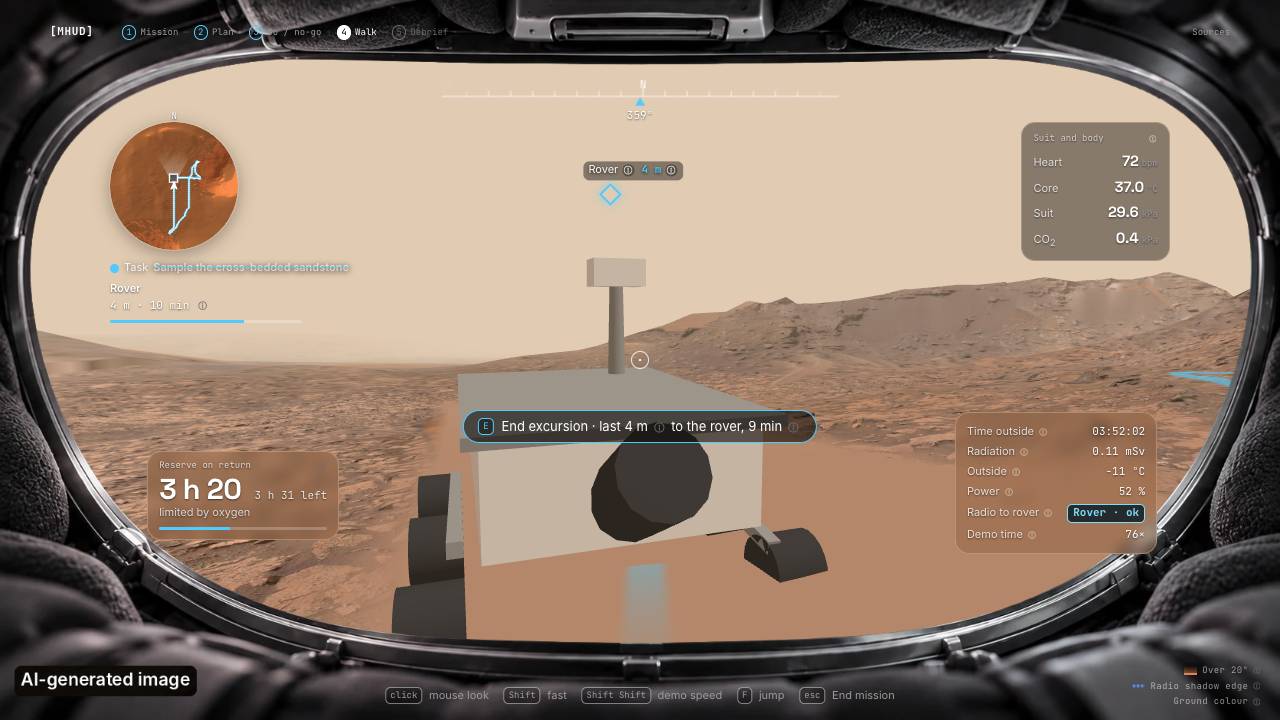 [MHUD] 1 Mission 2 Plan 3 / no-go 4 Walk 5 Debrief Sources
N
359°
N
Rover 4 m
Suit and body
Heart 72 bpm
Core 37.0 °C
Suit 29.6 kPa
CO2 0.4 kPa
Task Sample the cross-bedded sandstone
Rover
4 m · 10 min
E End excursion · last 4 m to the rover, 9 min
Reserve on return
3 h 20 3 h 31 left
limited by oxygen
Time outside 03:52:02
Radiation 0.11 mSv
Outside -11 °C
Power 52 %
Radio to rover Rover · ok
Demo time 76×
AI-generated image
click mouse look Shift fast Shift Shift demo speed F jump esc End mission
Over 20°
Radio shadow edge
Ground colour